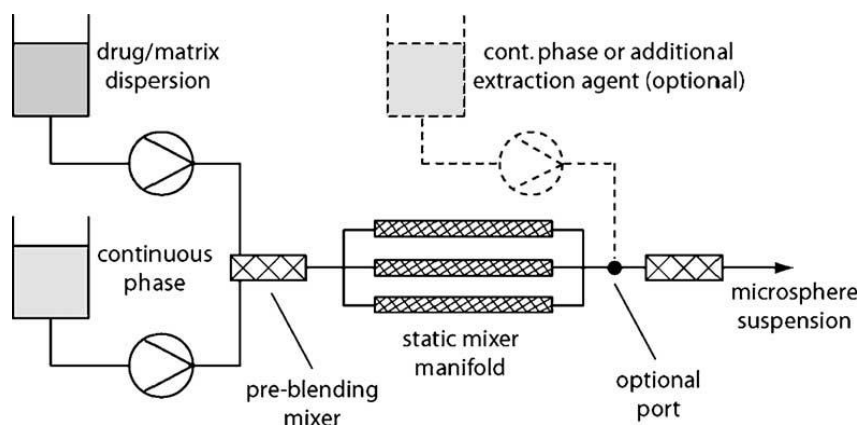 drug/matrix
dispersion
cont. phase or additional
extraction agent (optional)
continuous
phase
microsphere
suspension
static mixer
manifold
pre-blending
mixer
optional
port